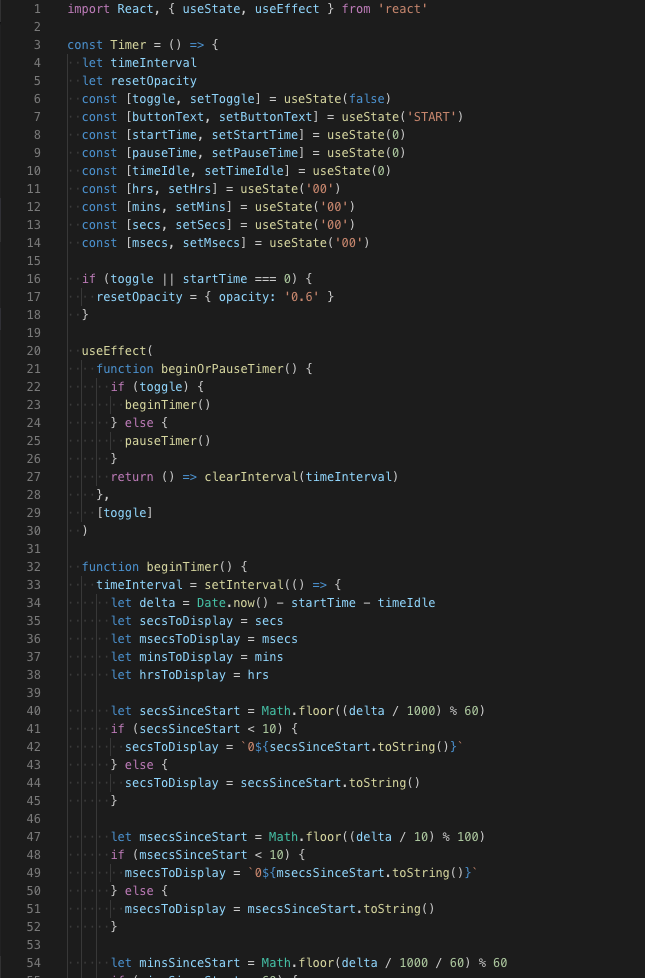 1 import React, { useState, useEffect } from 'react'
2
3 const Timer = () => {
4   let timeInterval
5   let resetOpacity
6   const [toggle, setToggle] = useState(false)
7   const [buttonText, setButtonText] = useState('START')
8   const [startTime, setStartTime] = useState(0)
9   const [pauseTime, setPauseTime] = useState(0)
10   const [timeIdle, setTimeIdle] = useState(0)
11   const [hrs, setHrs] = useState('00')
12   const [mins, setMins] = useState('00')
13   const [secs, setSecs] = useState('00')
14   const [msecs, setMsecs] = useState('00')
15
16   if (toggle || startTime === 0) {
17     resetOpacity = { opacity: '0.6' }
18   }
19
20   useEffect(
21     function beginOrPauseTimer() {
22       if (toggle) {
23         beginTimer()
24       } else {
25         pauseTimer()
26       }
27       return () => clearInterval(timeInterval)
28     },
29     [toggle]
30   )
31
32   function beginTimer() {
33     timeInterval = setInterval(() => {
34       let delta = Date.now() - startTime - timeIdle
35       let secsToDisplay = secs
36       let msecsToDisplay = msecs
37       let minsToDisplay = mins
38       let hrsToDisplay = hrs
39
40       let secsSinceStart = Math.floor((delta / 1000) % 60)
41       if (secsSinceStart < 10) {
42         secsToDisplay = `0${secsSinceStart.toString()}`
43       } else {
44         secsToDisplay = secsSinceStart.toString()
45       }
46
47       let msecsSinceStart = Math.floor((delta / 10) % 100)
48       if (msecsSinceStart < 10) {
49         msecsToDisplay = `0${msecsSinceStart.toString()}`
50       } else {
51         msecsToDisplay = msecsSinceStart.toString()
52       }
53
54       let minsSinceStart = Math.floor(delta / 1000 / 60) % 60